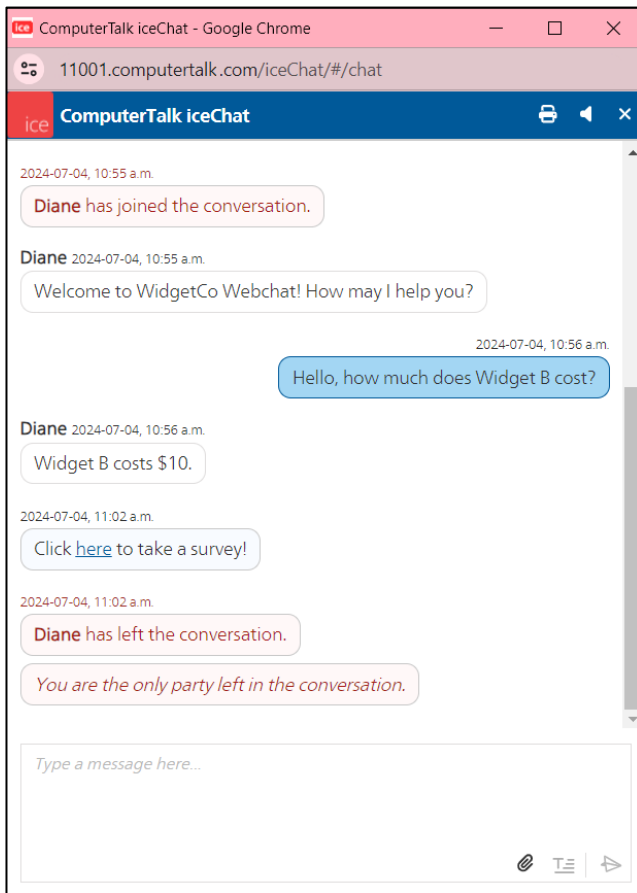 ice ComputerTalk iceChat - Google Chrome
11001.computertalk.com/iceChat/#/chat
ice ComputerTalk iceChat
2024-07-04, 10:55 a.m.
Diane has joined the conversation.
Diane 2024-07-04, 10:55 a.m.
Welcome to WidgetCo Webchat! How may I help you?
2024-07-04, 10:56 a.m.
Hello, how much does Widget B cost?
Diane 2024-07-04, 10:56 a.m.
Widget B costs $10.
2024-07-04, 11:02 a.m.
Click here to take a survey!
2024-07-04, 11:02 a.m.
Diane has left the conversation.
You are the only party left in the conversation.
Type a message here...